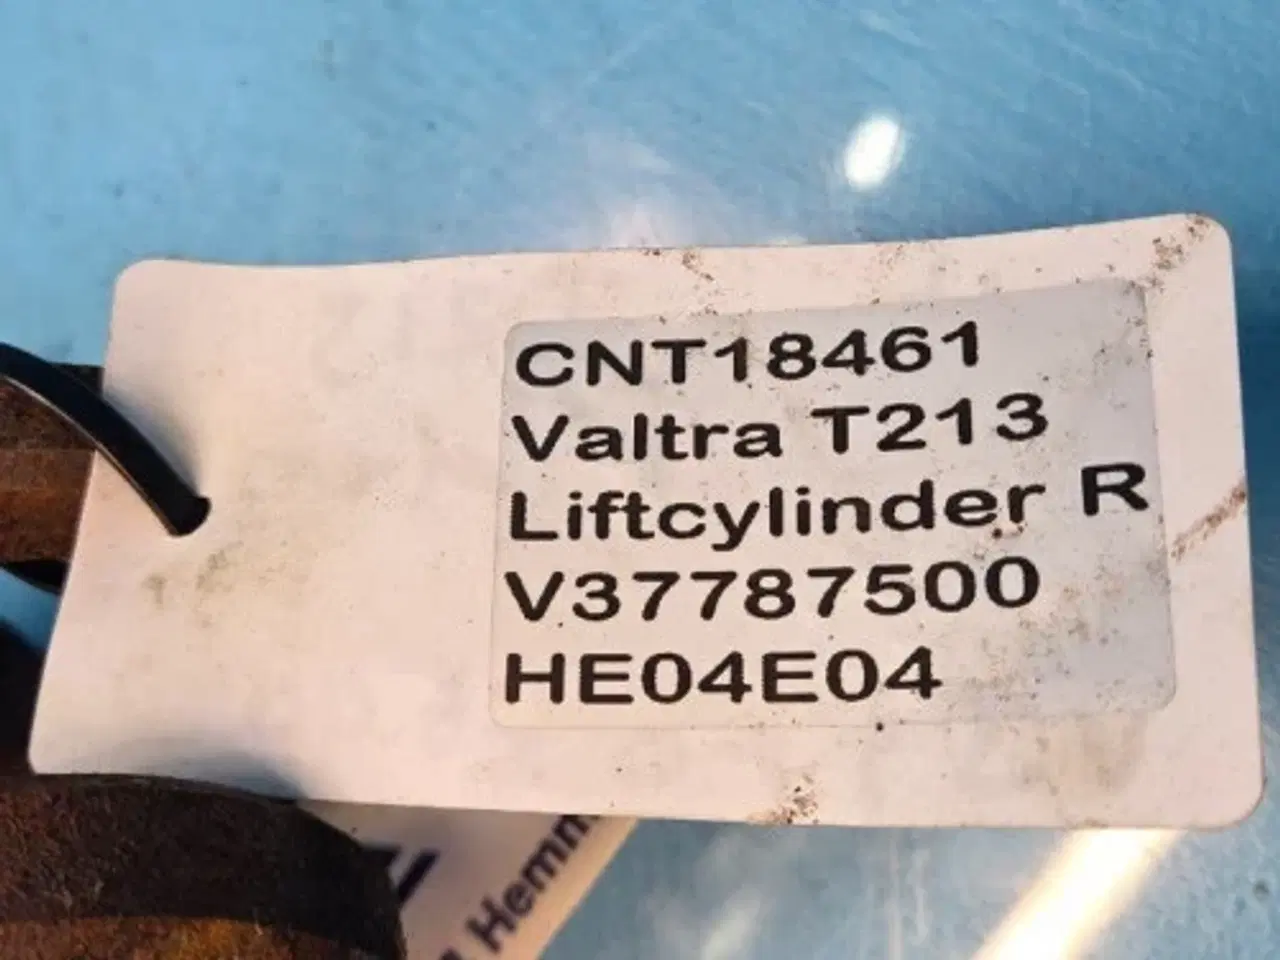 CNT18461
Valtra T213
Liftcylinder R
V37787500
HE04E04